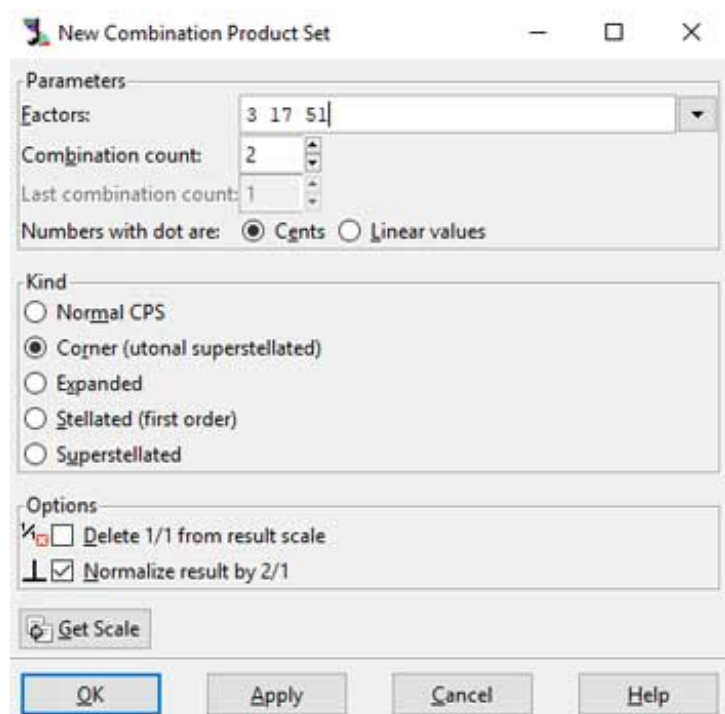 New Combination Product Set
Parameters
Factors: 3 17 51
Combination count: 2
Last combination count: 1
Numbers with dot are: Cents Linear values
Kind
Normal CPS
Corner (utonal superstellated)
Expanded
Stellated (first order)
Superstellated
Options
1/1 Delete 1/1 from result scale
Normalize result by 2/1
Get Scale
OK Apply Cancel Help